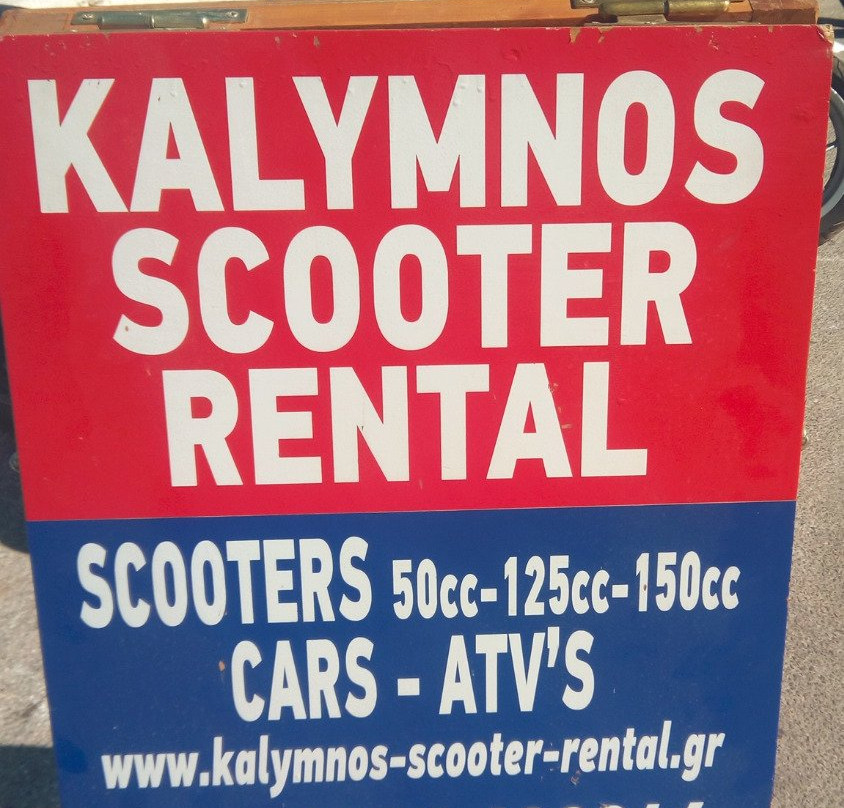 KALYMNOS
SCOOTER
RENTAL
SCOOTERS 50cc-125cc-150cc
CARS - ATV'S
www.kalymnos-scooter-rental.gr